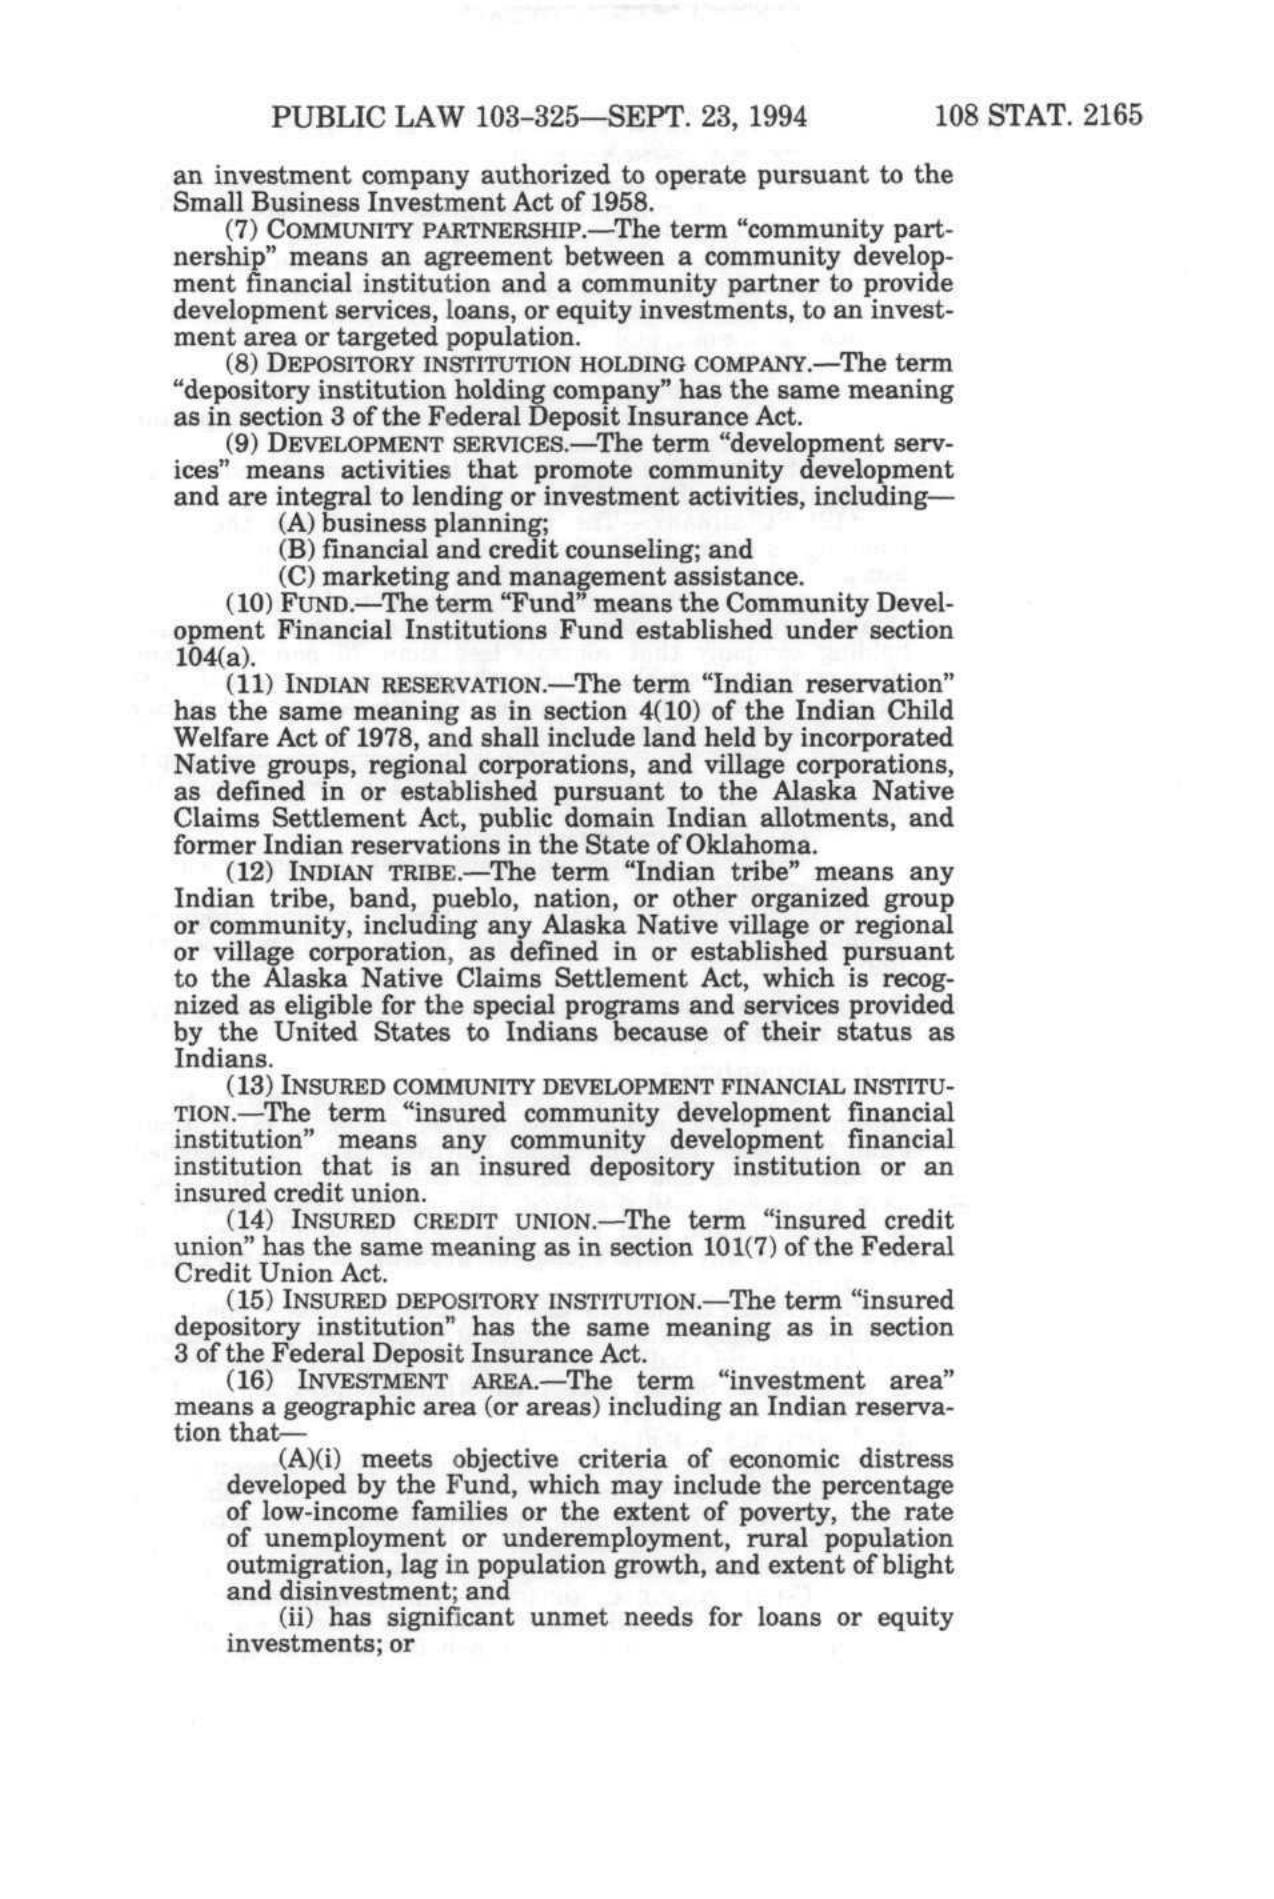 PUBLIC LAW 103–325—SEPT. 23, 1994 108 STAT. 2165
an investment company authorized to operate pursuant to the
Small Business Investment Act of 1958.
(7) COMMUNITY PARTNERSHIP.—The term “community part-
nership” means an agreement between a community develop-
ment financial institution and a community partner to provide
development services, loans, or equity investments, to an invest-
ment area or targeted population.
(8) DEPOSITORY INSTITUTION HOLDING COMPANY.—The term
“depository institution holding company” has the same meaning
as in section 3 of the Federal Deposit Insurance Act.
(9) DEVELOPMENT SERVICES.—The term “development serv-
ices” means activities that promote community development
and are integral to lending or investment activities, including—
(A) business planning;
(B) financial and credit counseling; and
(C) marketing and management assistance.
(10) FUND.—The term “Fund” means the Community Devel-
opment Financial Institutions Fund established under section
104(a).
(11) INDIAN RESERVATION.—The term “Indian reservation”
has the same meaning as in section 4(10) of the Indian Child
Welfare Act of 1978, and shall include land held by incorporated
Native groups, regional corporations, and village corporations,
as defined in or established pursuant to the Alaska Native
Claims Settlement Act, public domain Indian allotments, and
former Indian reservations in the State of Oklahoma.
(12) INDIAN TRIBE.—The term “Indian tribe” means any
Indian tribe, band, pueblo, nation, or other organized group
or community, including any Alaska Native village or regional
or village corporation, as defined in or established pursuant
to the Alaska Native Claims Settlement Act, which is recog-
nized as eligible for the special programs and services provided
by the United States to Indians because of their status as
Indians.
(13) INSURED COMMUNITY DEVELOPMENT FINANCIAL INSTITU-
TION.—The term “insured community development financial
institution” means any community development financial
institution that is an insured depository institution or an
insured credit union.
(14) INSURED CREDIT UNION.—The term “insured credit
union” has the same meaning as in section 101(7) of the Federal
Credit Union Act.
(15) INSURED DEPOSITORY INSTITUTION.—The term “insured
depository institution” has the same meaning as in section
3 of the Federal Deposit Insurance Act.
(16) INVESTMENT AREA.—The term “investment area”
means a geographic area (or areas) including an Indian reserva-
tion that—
(A)(i) meets objective criteria of economic distress
developed by the Fund, which may include the percentage
of low-income families or the extent of poverty, the rate
of unemployment or underemployment, rural population
outmigration, lag in population growth, and extent of blight
and disinvestment; and
(ii) has significant unmet needs for loans or equity
investments; or